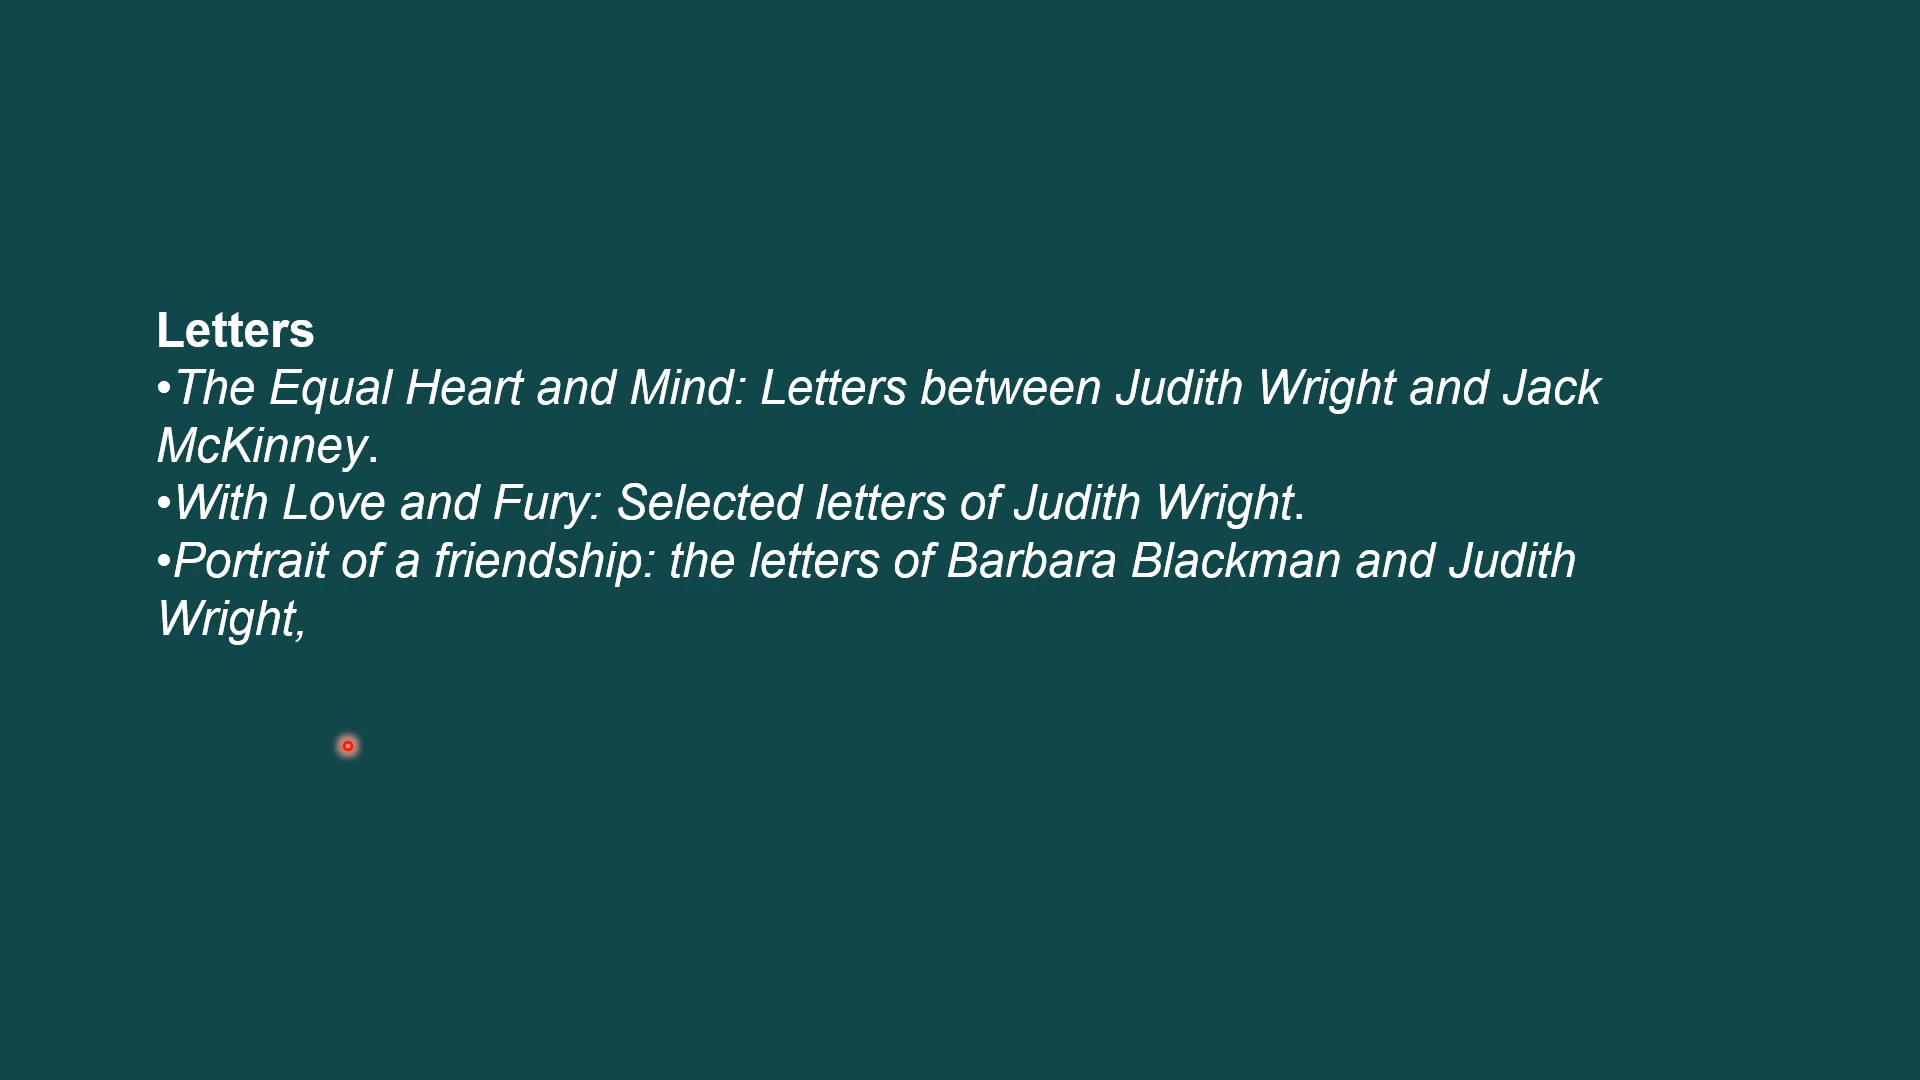 Letters
•The Equal Heart and Mind: Letters between Judith Wright and Jack
McKinney.
•With Love and Fury: Selected letters of Judith Wright.
•Portrait of a friendship: the letters of Barbara Blackman and Judith
Wright,